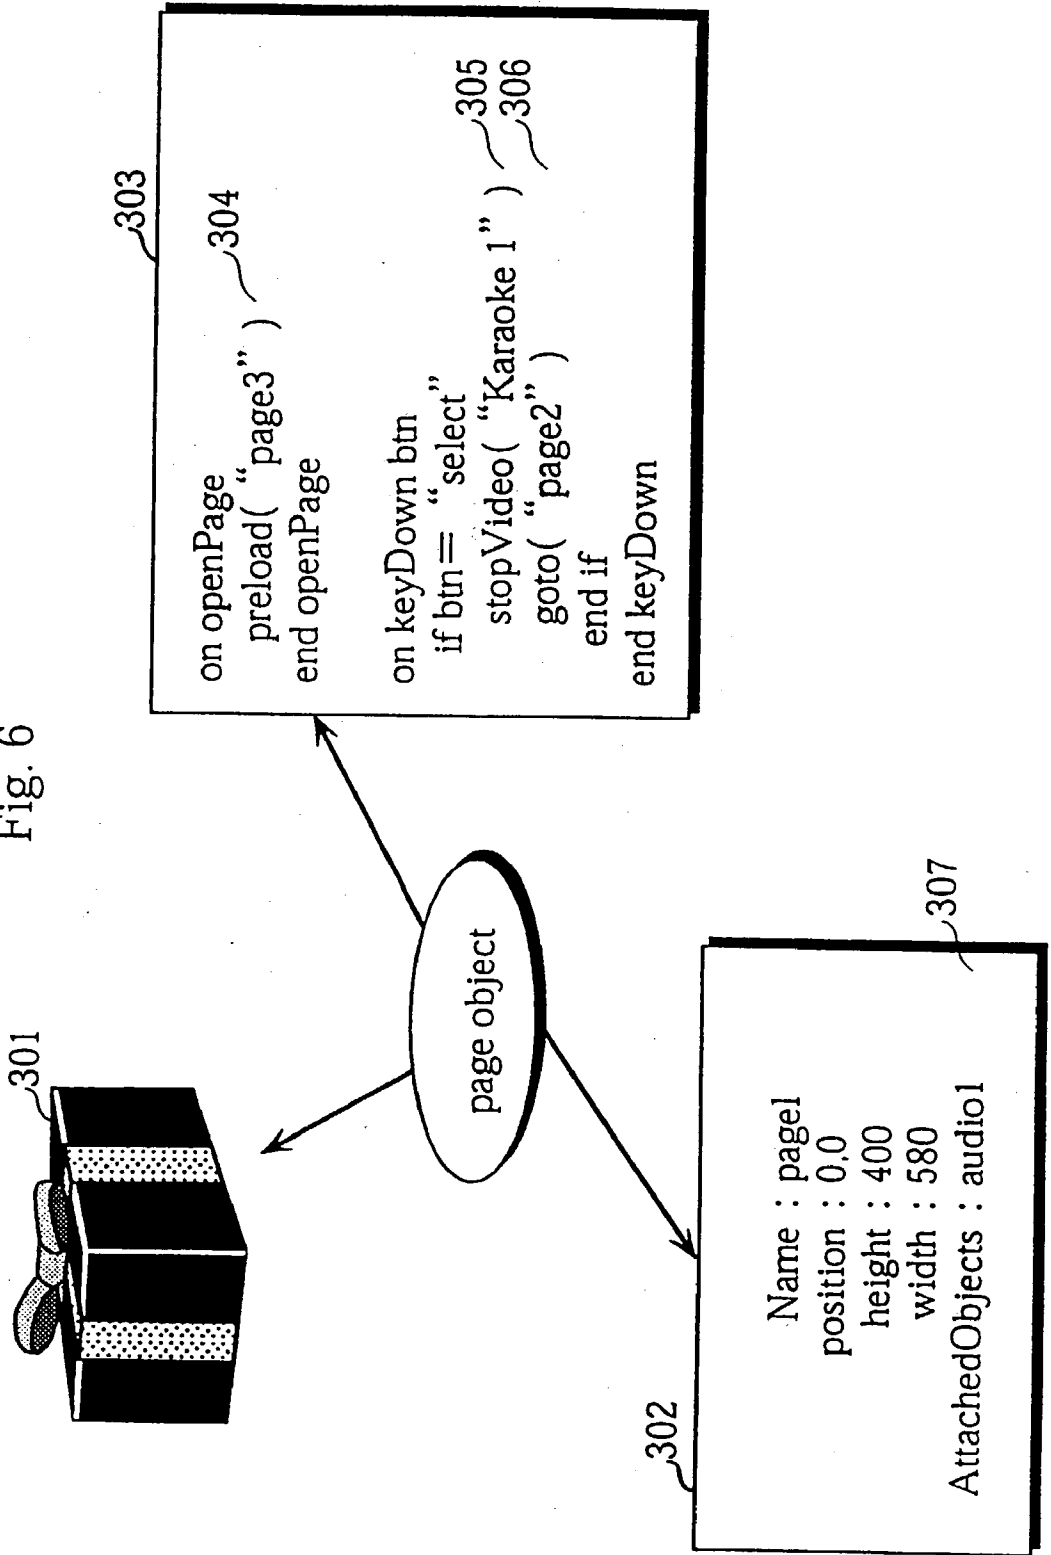 Fig. 6
301
page object
303
on openPage
preload( “page3” )
304
end openPage
on keyDown btn
if btn= “select”
stopVideo( “Karaoke 1” )
305
goto( “page2” )
306
end if
end keyDown
302
Name : page1
position : 0,0
height : 400
width : 580
AttachedObjects : audio1
307